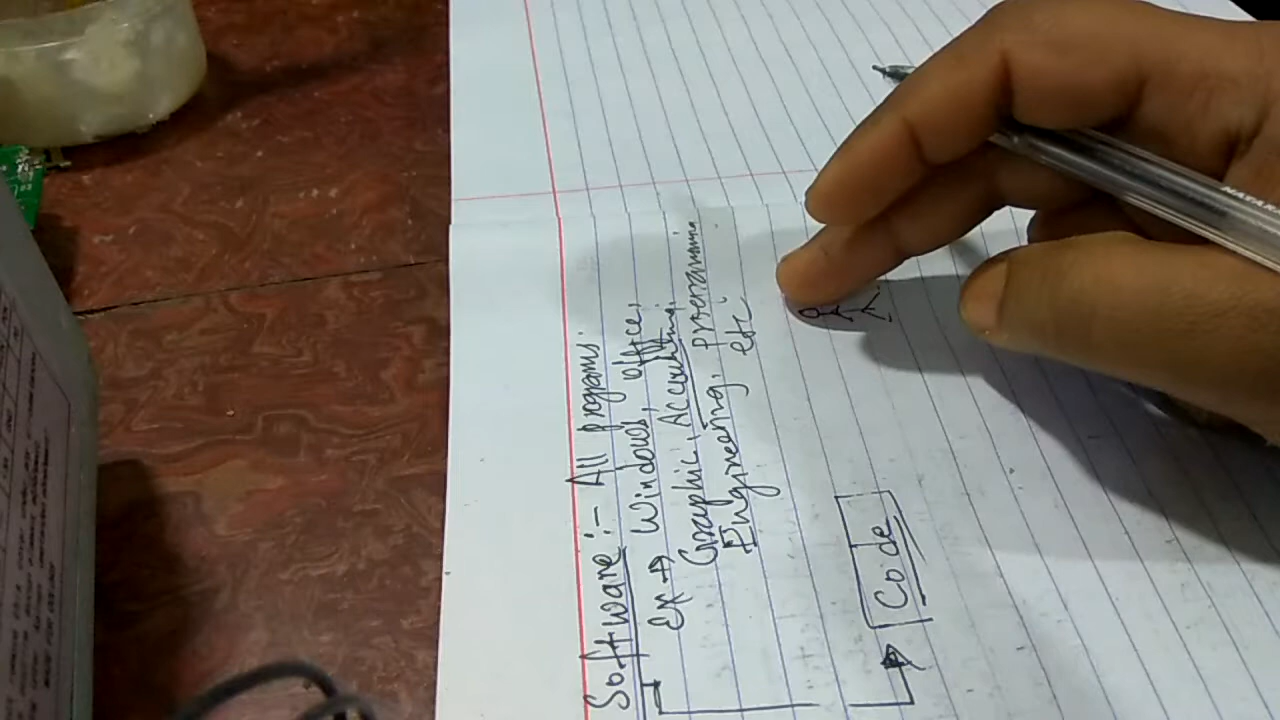 Software :- All programs.
Ex → Windows, office,
Graphic, Accounting,
Engineering, programming
etc
Code